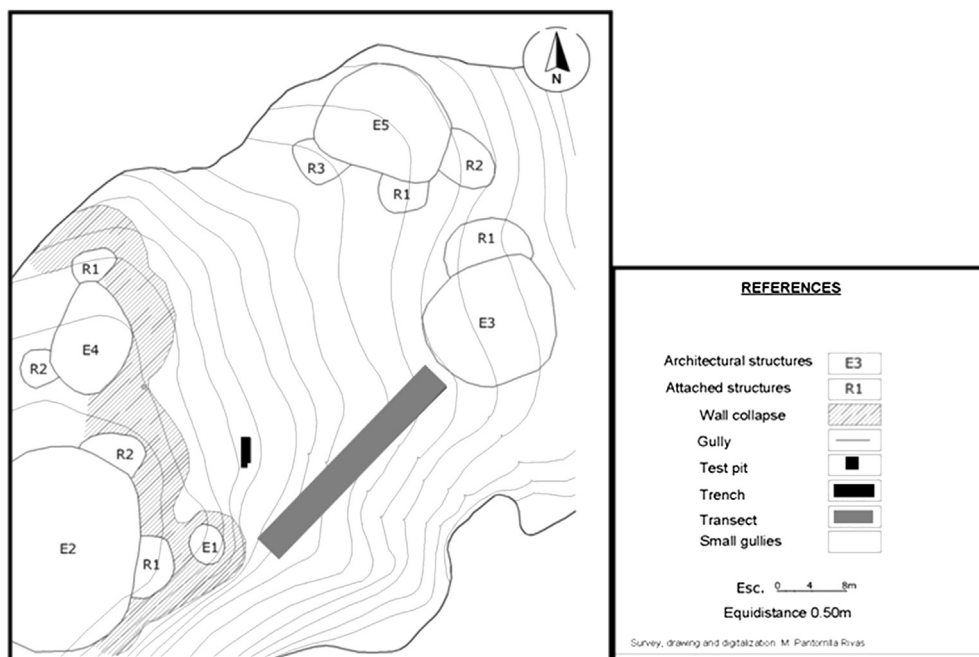 N
E5
R3
R2
R1
R1
E3
R1
E4
R2
R2
E2
R1
E1
REFERENCES
Architectural structures E3
Attached structures R1
Wall collapse
Gully
Test pit
Trench
Transect
Small gullies
Esc. 0 4 8m
Equidistance 0.50m
Survey, drawing and digitalization M. Pantorrilla Rivas